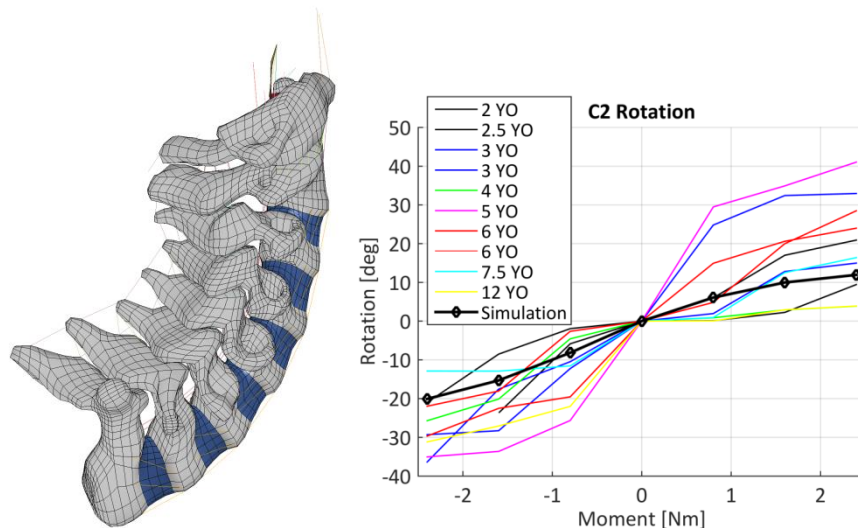 C2 Rotation
2 YO
2.5 YO
3 YO
3 YO
4 YO
5 YO
6 YO
6 YO
7.5 YO
12 YO
Simulation
Rotation [deg]
50
40
30
20
10
0
-10
-20
-30
-40
-2
-1
0
1
2
Moment [Nm]